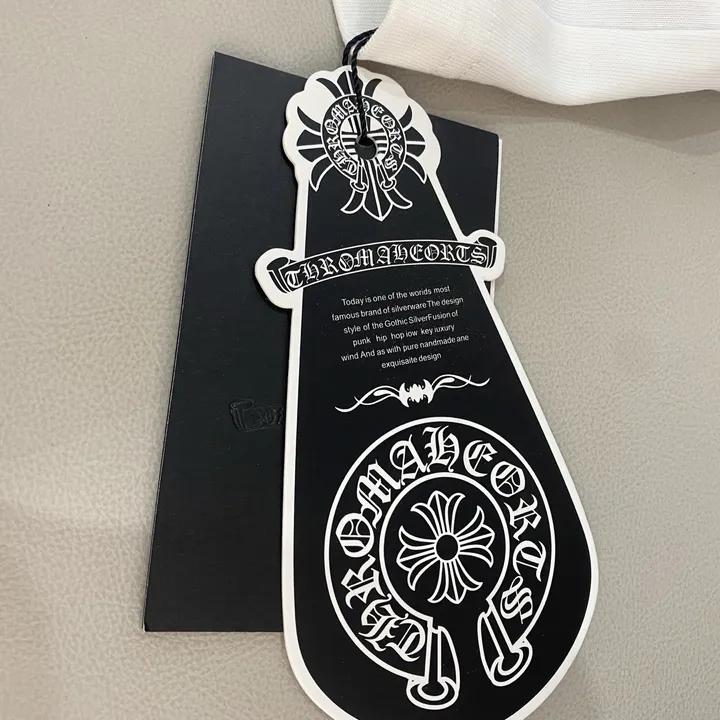 THROMAHEORTS
THROMAHEORTS
Today is one of the worids most
famous brand of silverware The design
style of the Gothic SilverFusion of
punk hip hop iow key iuxury
wind And as with pure nandmade ane
exquisaite design
THROMAHEORTS